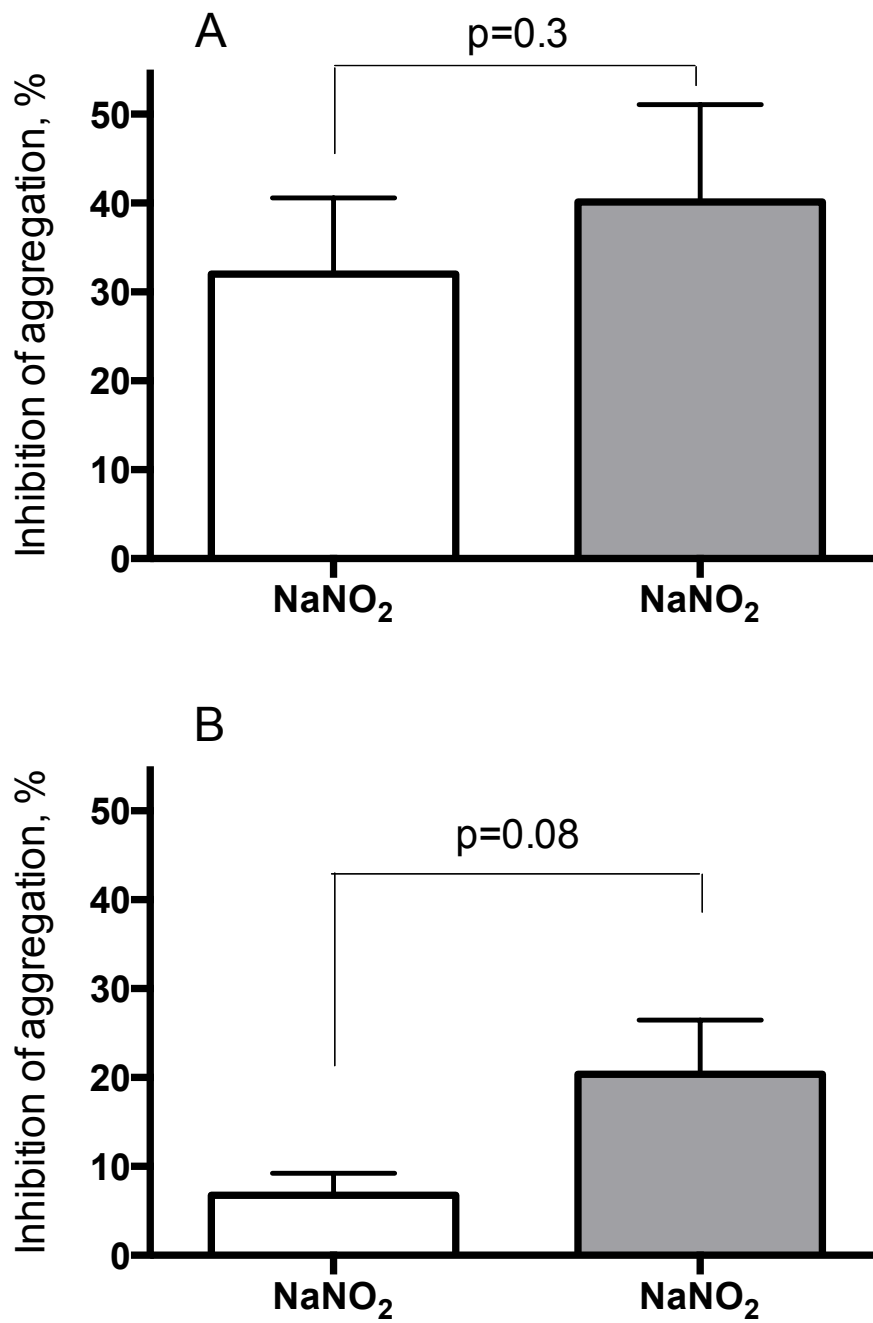 A
p=0.3
Inhibition of aggregation, %
50
40
30
20
10
0
NaNO₂ NaNO₂
B
p=0.08
Inhibition of aggregation, %
50
40
30
20
10
0
NaNO₂ NaNO₂